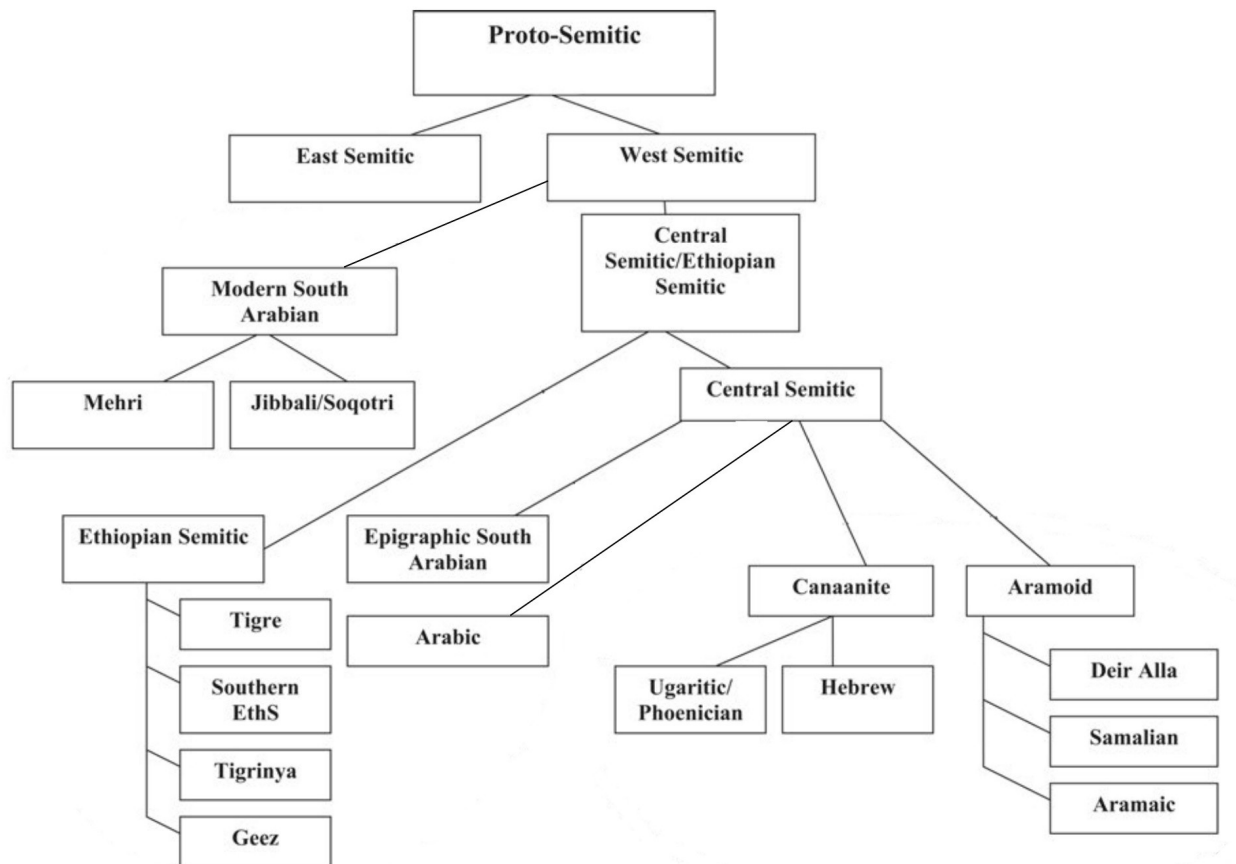 Proto-Semitic
East Semitic
West Semitic
Central
Semitic/Ethiopian
Semitic
Modern South
Arabian
Mehri
Jibbali/Soqotri
Central Semitic
Ethiopian Semitic
Epigraphic South
Arabian
Canaanite
Aramoid
Tigre
Arabic
Southern
EthS
Ugaritic/
Phoenician
Hebrew
Deir Alla
Samalian
Tigrinya
Aramaic
Geez